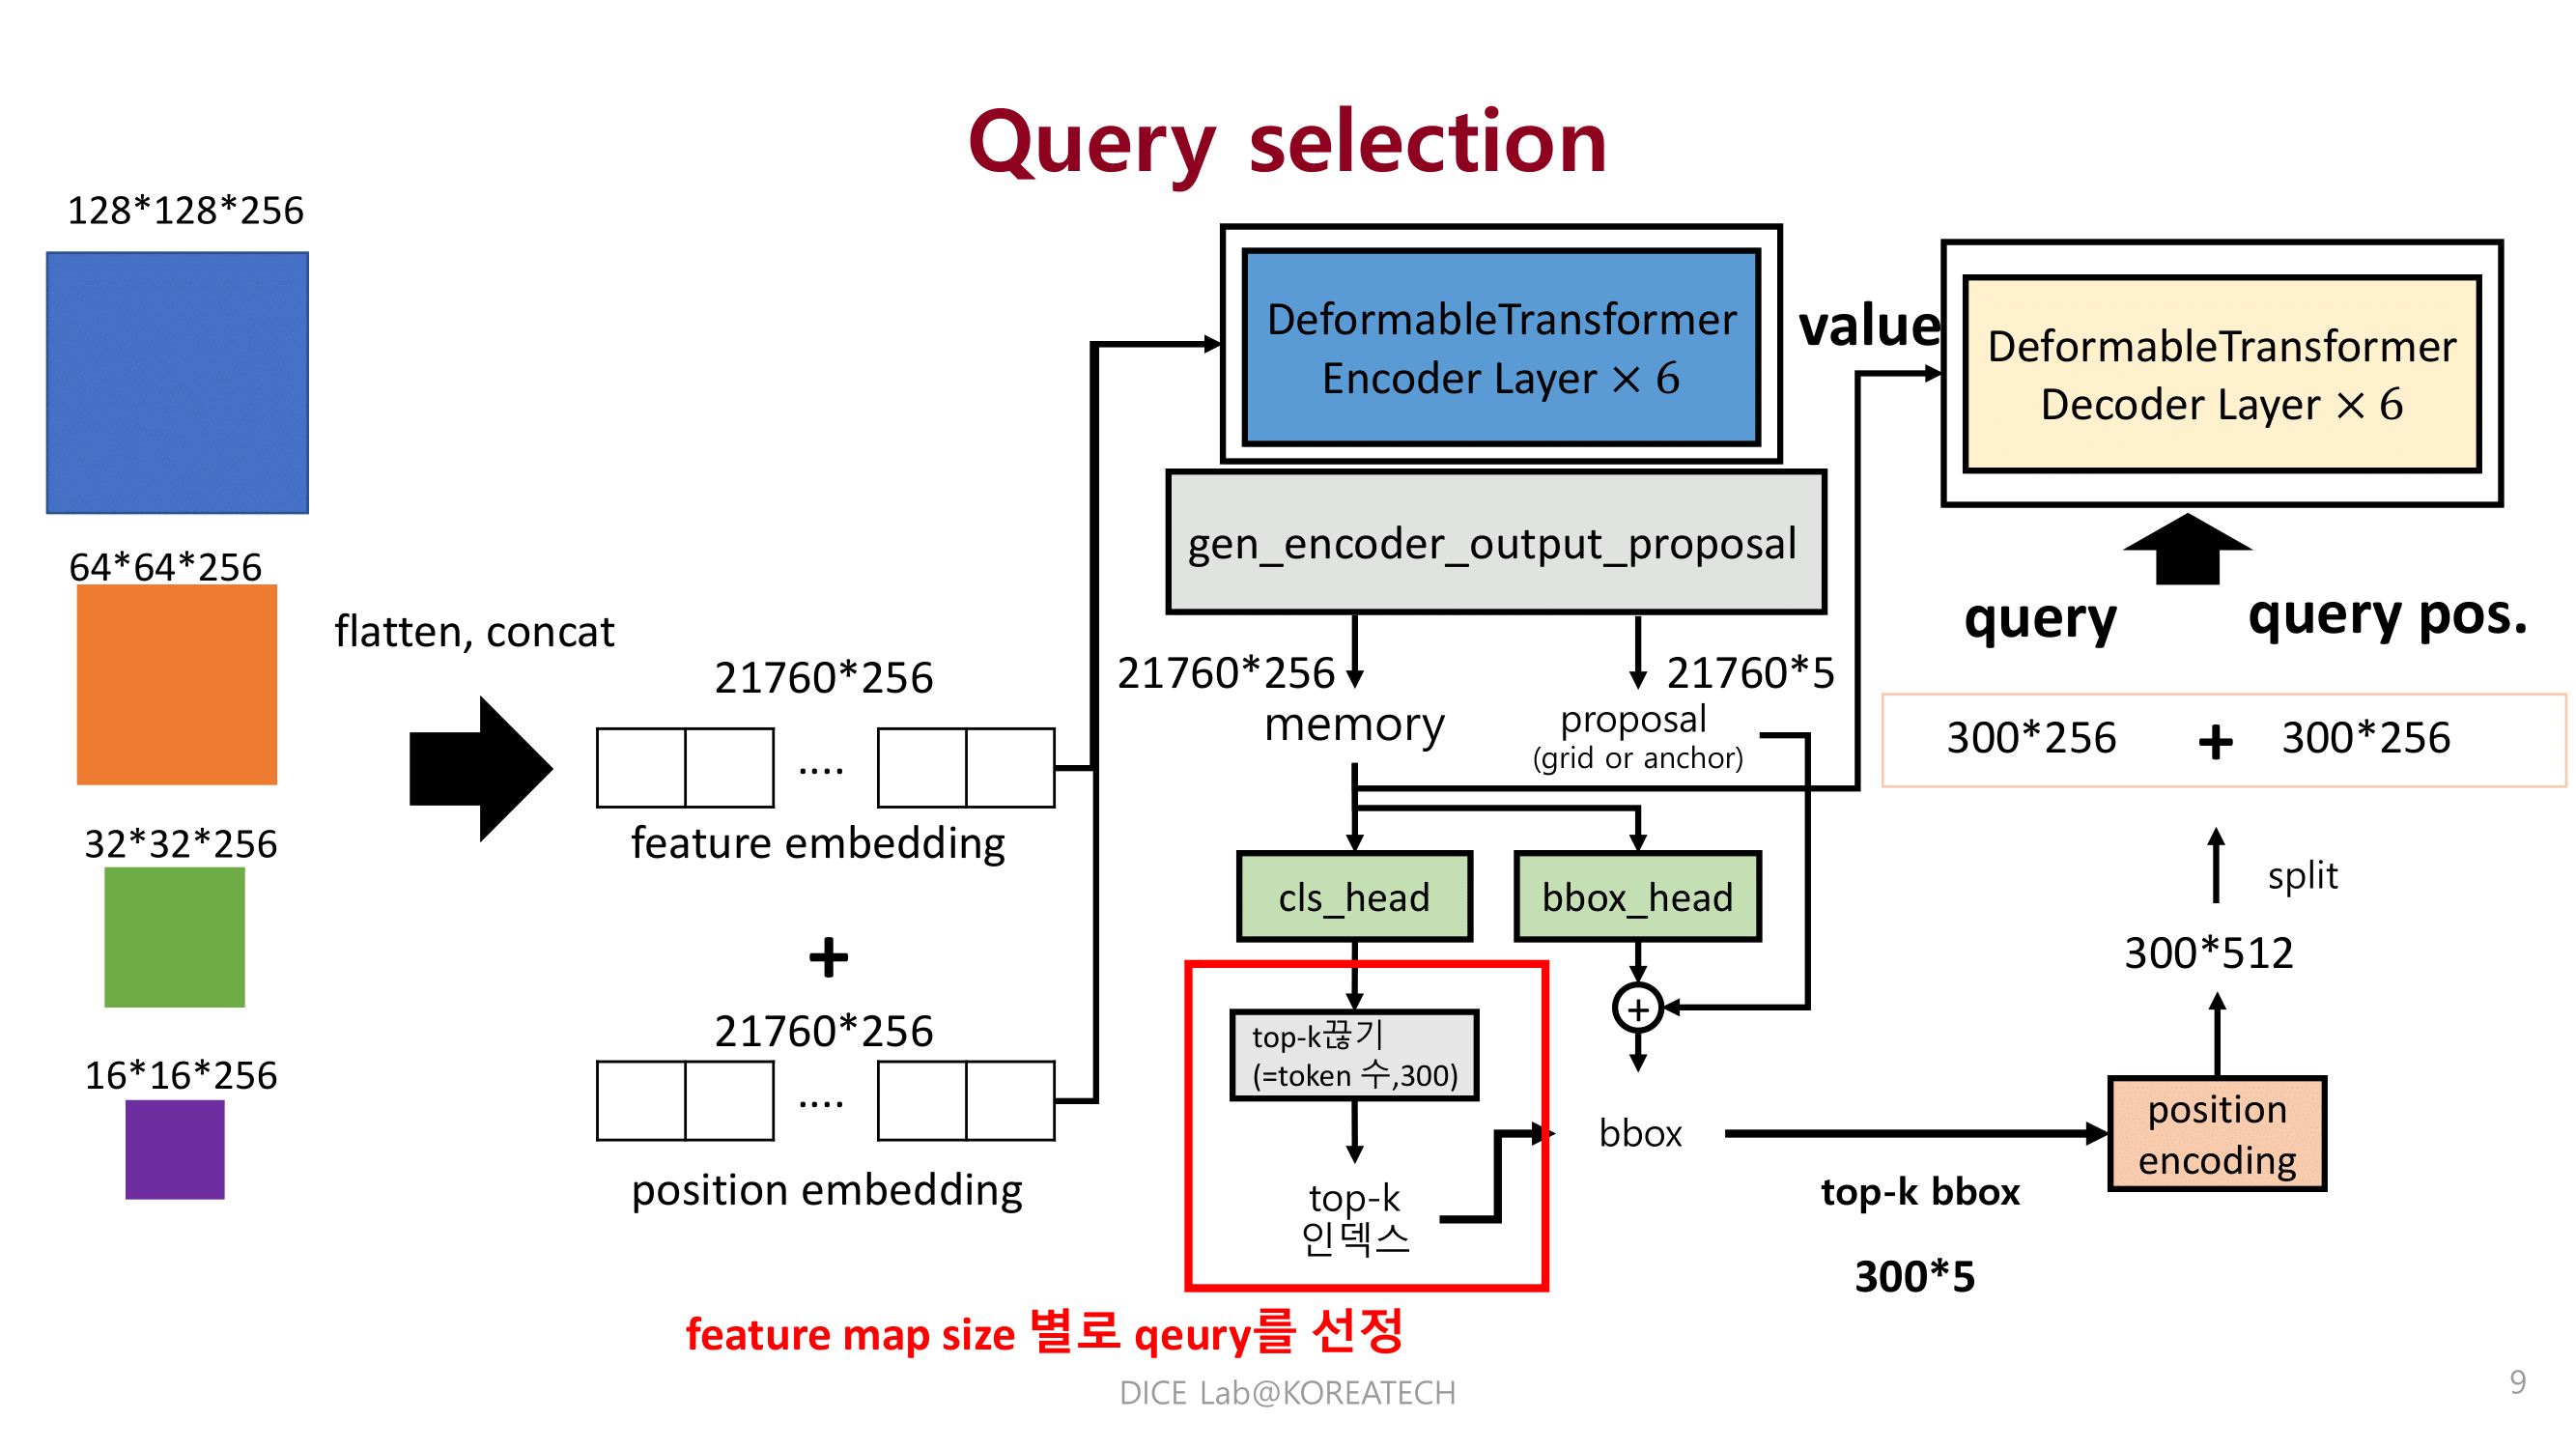 Query selection
128*128*256
64*64*256
32*32*256
16*16*256
flatten, concat
21760*256
....
feature embedding
+
21760*256
....
position embedding
DeformableTransformer
Encoder Layer × 6
gen_encoder_output_proposal
21760*256
memory
21760*5
proposal
(grid or anchor)
cls_head
bbox_head
+
top-k끊기
(=token 수,300)
top-k
인덱스
bbox
feature map size 별로 qeury를 선정
top-k bbox
300*5
position
encoding
300*512
split
300*256 + 300*256
query
query pos.
value
DeformableTransformer
Decoder Layer × 6
DICE Lab@KOREATECH
9